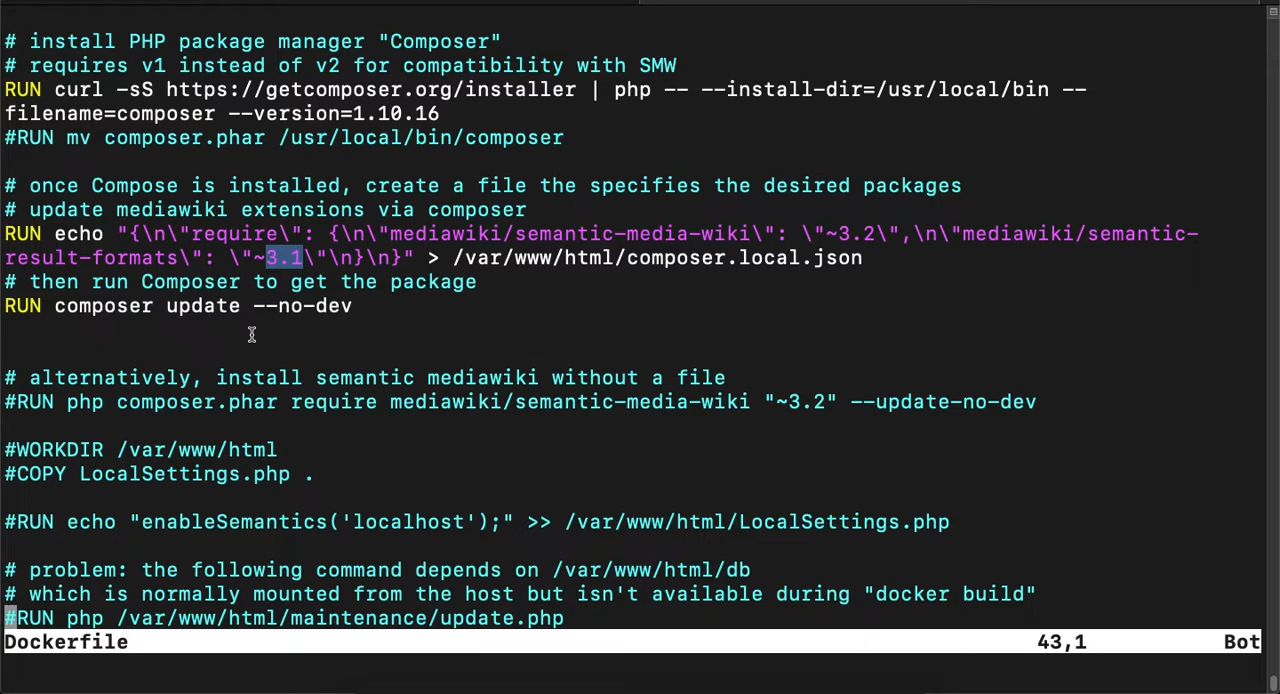 # install PHP package manager "Composer"
# requires v1 instead of v2 for compatibility with SMW
RUN curl -sS https://getcomposer.org/installer | php -- --install-dir=/usr/local/bin --
filename=composer --version=1.10.16
#RUN mv composer.phar /usr/local/bin/composer
# once Compose is installed, create a file the specifies the desired packages
# update mediawiki extensions via composer
RUN echo "{\n\"require\": {\n\"mediawiki/semantic-media-wiki\": \"~3.2\",\n\"mediawiki/semantic-
result-formats\": \"~3.1\"\n}\n}" > /var/www/html/composer.local.json
# then run Composer to get the package
RUN composer update --no-dev
# alternatively, install semantic mediawiki without a file
#RUN php composer.phar require mediawiki/semantic-media-wiki "~3.2" --update-no-dev
#WORKDIR /var/www/html
#COPY LocalSettings.php .
#RUN echo "enableSemantics('localhost');" >> /var/www/html/LocalSettings.php
# problem: the following command depends on /var/www/html/db
# which is normally mounted from the host but isn't available during "docker build"
#RUN php /var/www/html/maintenance/update.php
Dockerfile 43,1 Bot